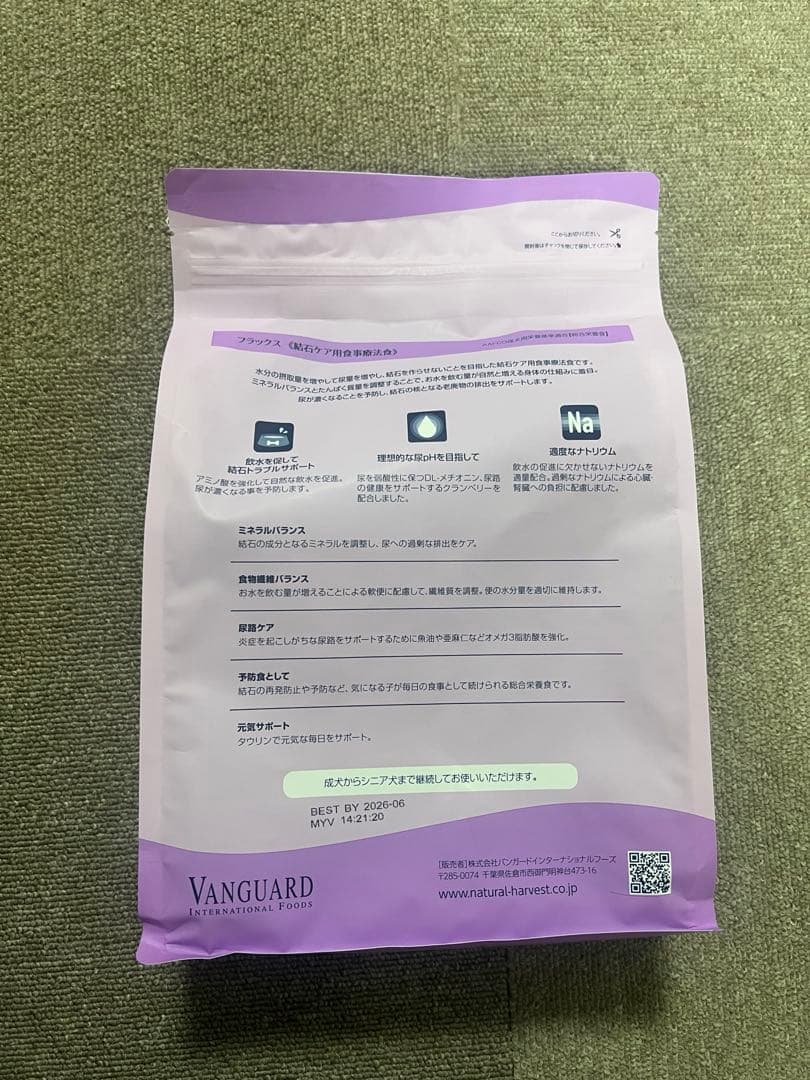 ここからお切りください。
開封後はチャックを閉じて保存してください。
フラックス 《結石ケア用食事療法食》
AAFCO成犬用栄養基準適合【総合栄養食】
水分の摂取量を増やして尿量を増やし、結石を作らせないことを目指した結石ケア用食事療法食です。
ミネラルバランスとたんぱく質量を調整することで、お水を飲む量が自然と増える身体の仕組みに着目。
尿が濃くなることを予防し、結石の核となる老廃物の排出をサポートします。
飲水を促して
結石トラブルサポート
アミノ酸を強化して自然な飲水を促進。
尿が濃くなる事を予防します。
理想的な尿pHを目指して
尿を弱酸性に保つDL-メチオニン、尿路
の健康をサポートするクランベリーを
配合しました。
Na
適度なナトリウム
飲水の促進に欠かせないナトリウムを
適量配合。過剰なナトリウムによる心臓・
腎臓への負担に配慮しました。
ミネラルバランス
結石の成分となるミネラルを調整し、尿への過剰な排出をケア。
食物繊維バランス
お水を飲む量が増えることによる軟便に配慮して、繊維質を調整。便の水分量を適切に維持します。
尿路ケア
炎症を起こしがちな尿路をサポートするために魚油や亜麻仁などオメガ3脂肪酸を強化。
予防食として
結石の再発防止や予防など、気になる子が毎日の食事として続けられる総合栄養食です。
元気サポート
タウリンで元気な毎日をサポート。
成犬からシニア犬まで継続してお使いいただけます。
BEST BY 2026-06
MYV 14:21:20
VANGUARD
INTERNATIONAL FOODS
[販売者]株式会社バンガードインターナショナルフーズ
〒285-0074 千葉県佐倉市西御門明神台473-16
www.natural-harvest.co.jp